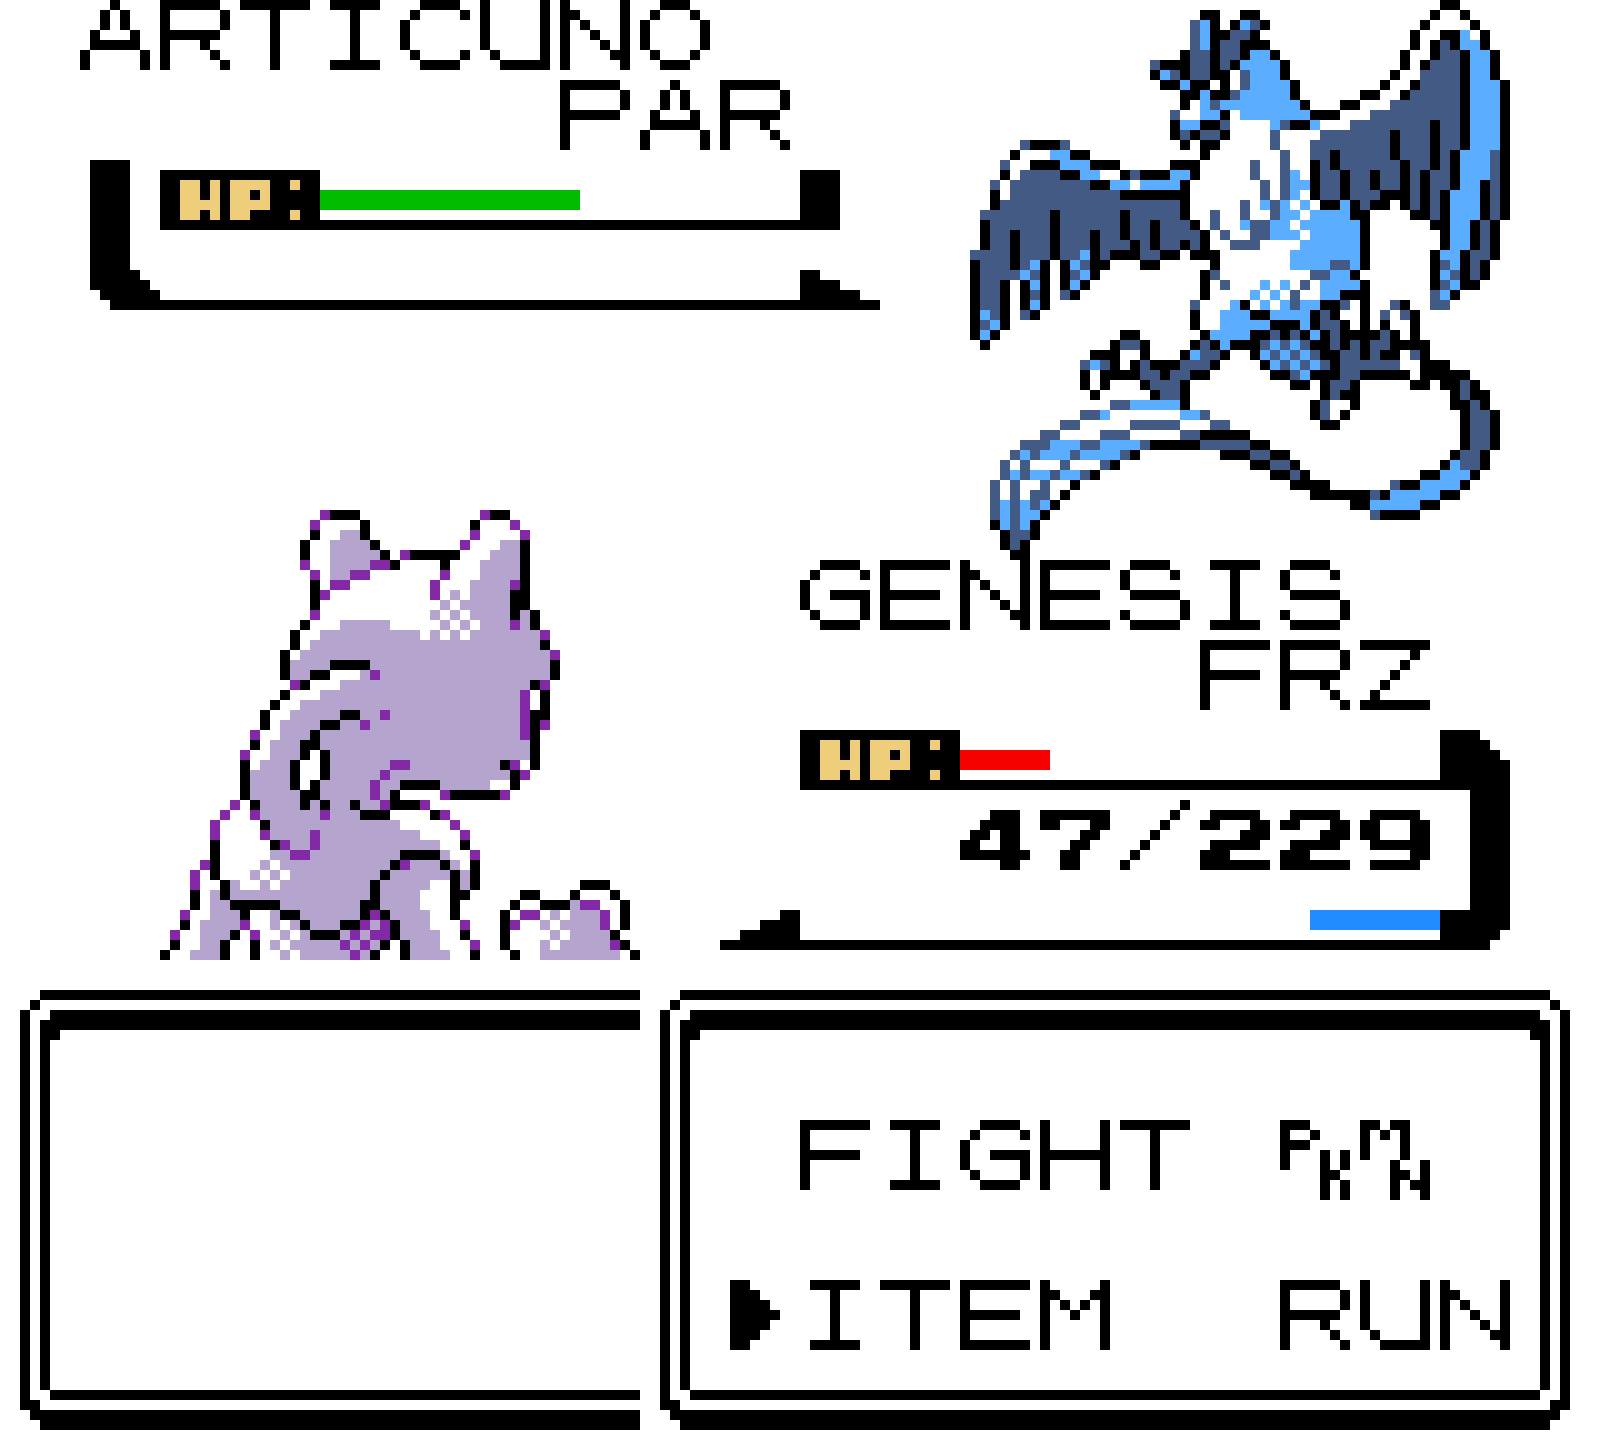 ARTICUNO
PAR
HP:
GENESIS
FRZ
HP:
47/229
FIGHT PKMN
▶ITEM RUN